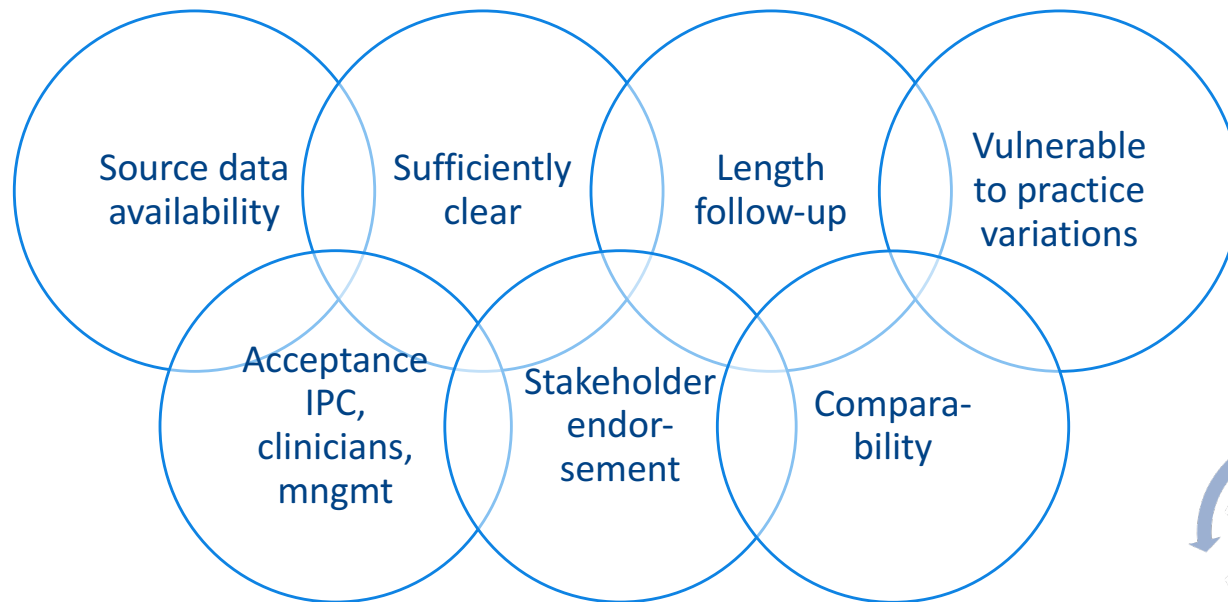 Source data
availability
Sufficiently
clear
Length
follow-up
Vulnerable
to practice
variations
Acceptance
IPC,
clinicians,
mngmt
Stakeholder
endor-
sement
Compara-
bility